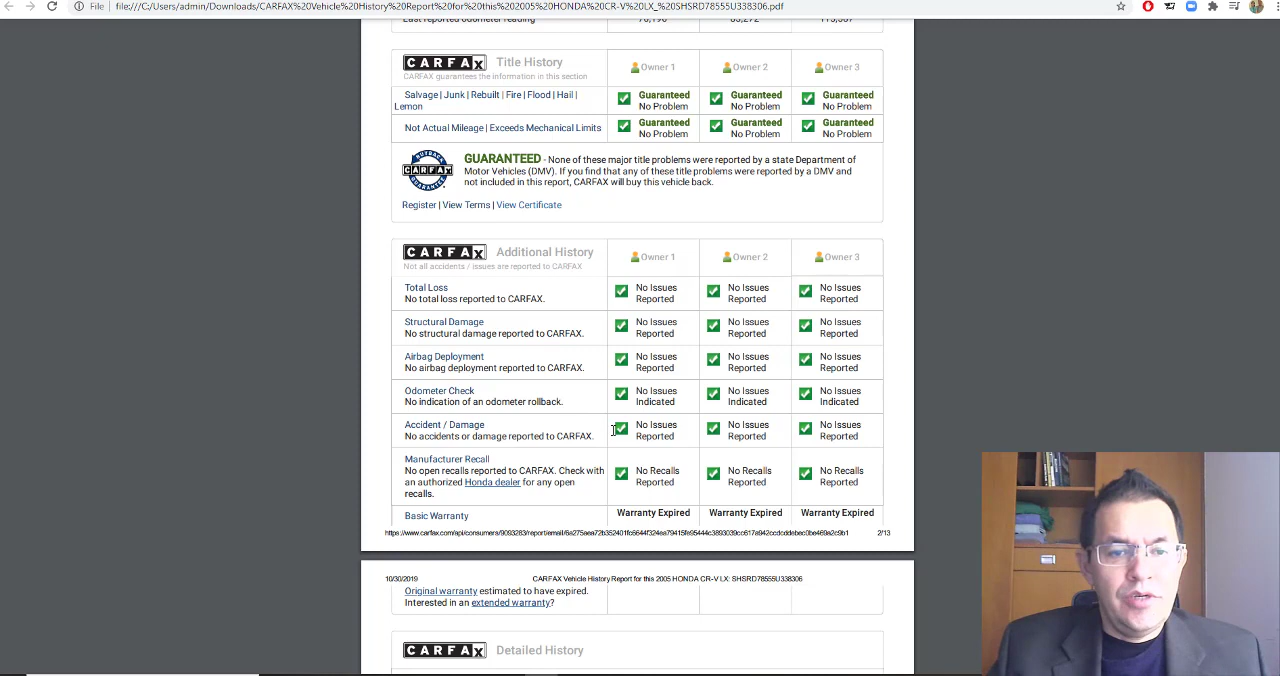 File | file:///C:/Users/admin/Downloads/CARFAX%20Vehicle%20History%20Report%20for%20this%202005%20HONDA%20CR-V%20LX_%20SHSRD78555U338306.pdf
Last reported odometer reading
CARFAX Title History
CARFAX guarantees the information in this section
Owner 1 Owner 2 Owner 3
Salvage | Junk | Rebuilt | Fire | Flood | Hail |
Lemon
Guaranteed Guaranteed Guaranteed
No Problem No Problem No Problem
Not Actual Mileage | Exceeds Mechanical Limits
Guaranteed Guaranteed Guaranteed
No Problem No Problem No Problem
CARFAX
GUARANTEED - None of these major title problems were reported by a state Department of
Motor Vehicles (DMV). If you find that any of these title problems were reported by a DMV and
not included in this report, CARFAX will buy this vehicle back.
Register | View Terms | View Certificate
CARFAX Additional History
Not all accidents / issues are reported to CARFAX
Owner 1 Owner 2 Owner 3
Total Loss
No total loss reported to CARFAX.
No Issues No Issues No Issues
Reported Reported Reported
Structural Damage
No structural damage reported to CARFAX.
No Issues No Issues No Issues
Reported Reported Reported
Airbag Deployment
No airbag deployment reported to CARFAX.
No Issues No Issues No Issues
Reported Reported Reported
Odometer Check
No indication of an odometer rollback.
No Issues No Issues No Issues
Indicated Indicated Indicated
Accident / Damage
No accidents or damage reported to CARFAX.
No Issues No Issues No Issues
Reported Reported Reported
Manufacturer Recall
No open recalls reported to CARFAX. Check with
an authorized Honda dealer for any open
recalls.
No Recalls No Recalls No Recalls
Reported Reported Reported
Basic Warranty
Warranty Expired Warranty Expired Warranty Expired
2/13
10/30/2019 CARFAX Vehicle History Report for this 2005 HONDA CR-V LX: SHSRD78555U338306
Original warranty estimated to have expired.
Interested in an extended warranty?
CARFAX Detailed History